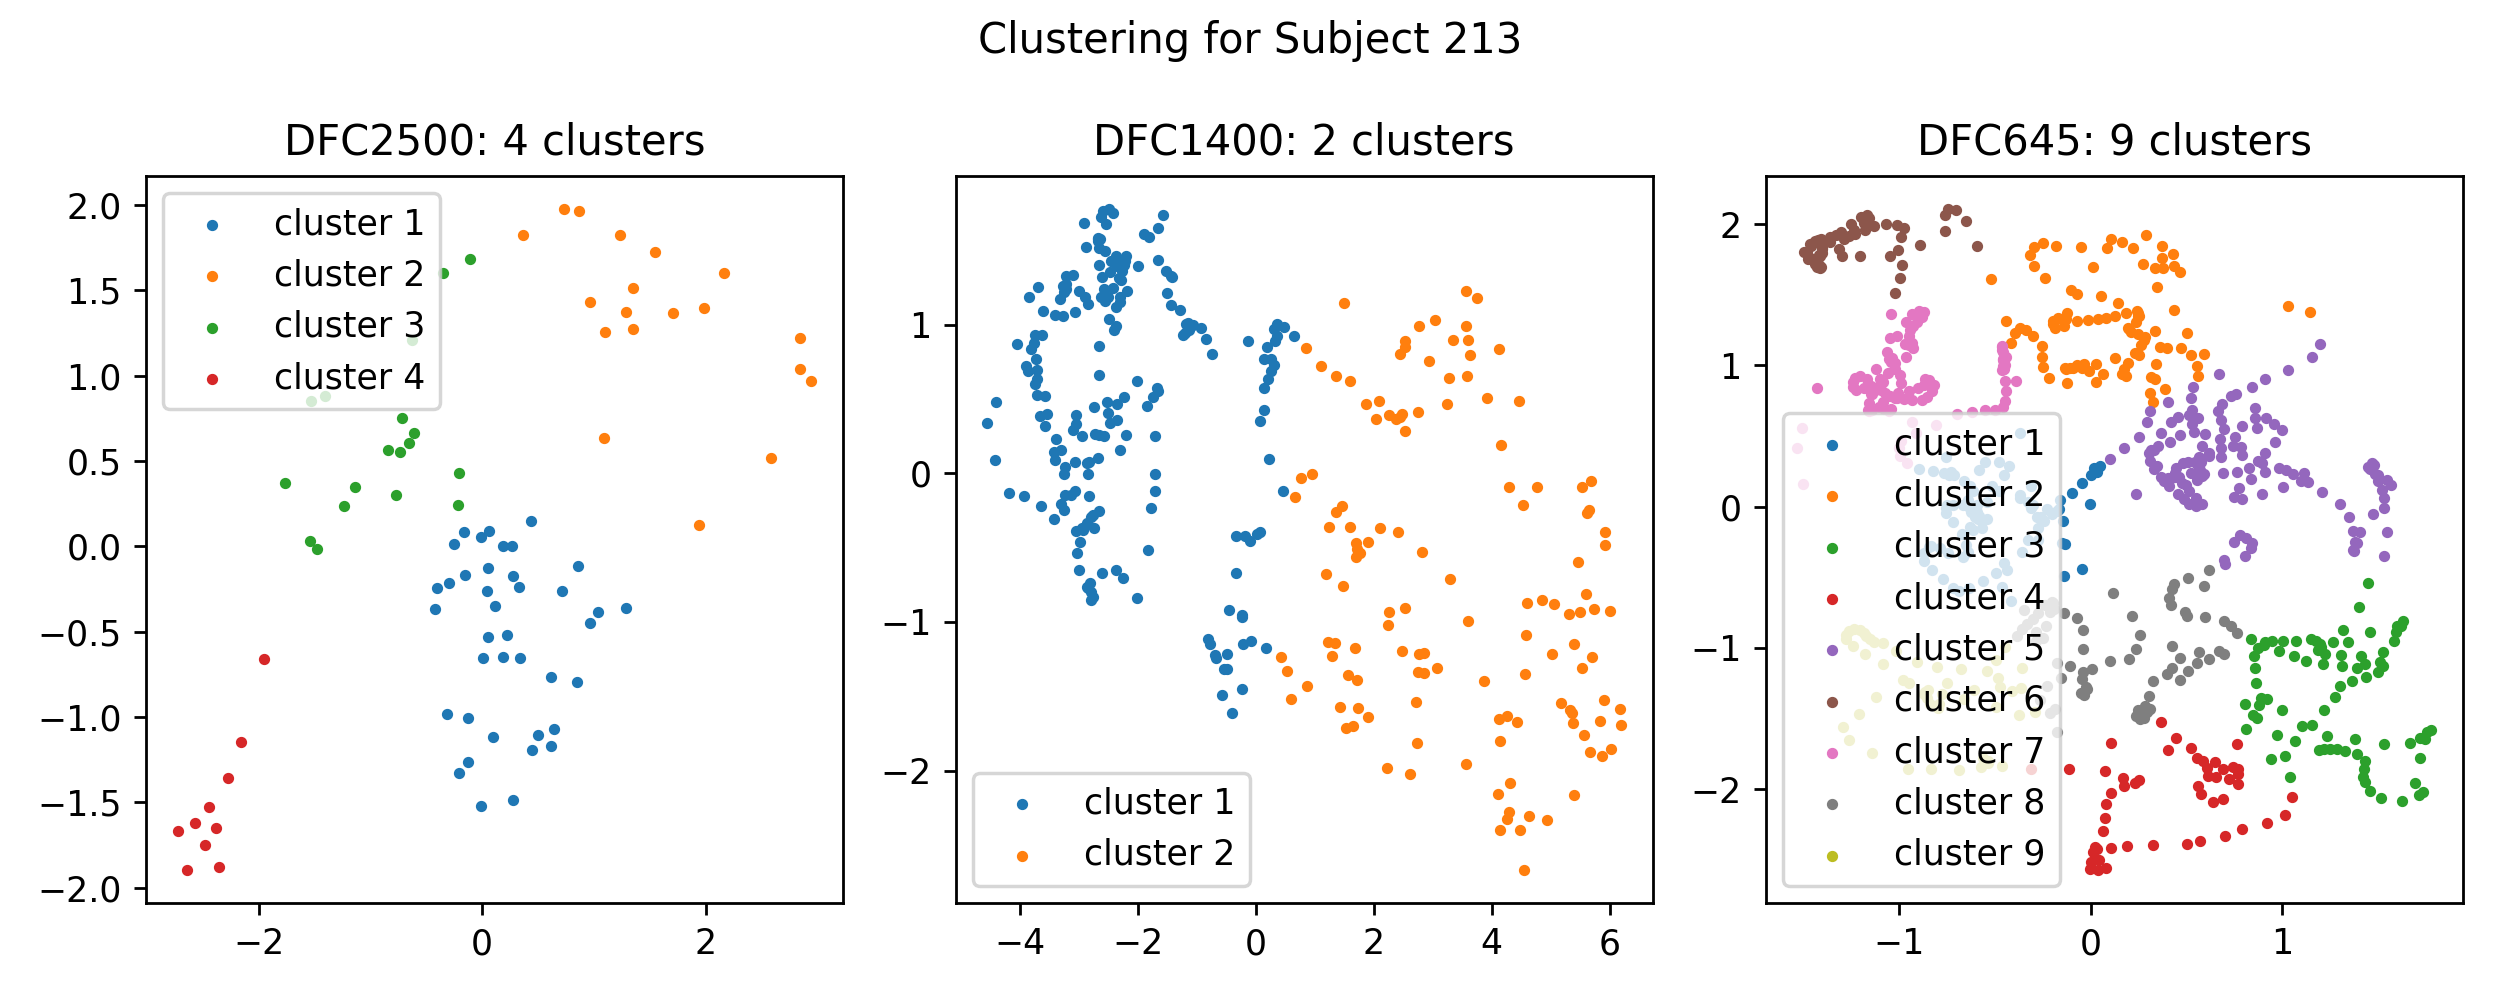 Clustering for Subject 213
DFC2500: 4 clusters
2.0
1.5
1.0
0.5
0.0
−0.5
−1.0
−1.5
−2.0
−2
0
2
cluster 1
cluster 2
cluster 3
cluster 4
DFC1400: 2 clusters
1
0
−1
−2
−4
−2
0
2
4
6
cluster 1
cluster 2
DFC645: 9 clusters
2
1
0
−1
−2
−1
0
1
cluster 1
cluster 2
cluster 3
cluster 4
cluster 5
cluster 6
cluster 7
cluster 8
cluster 9